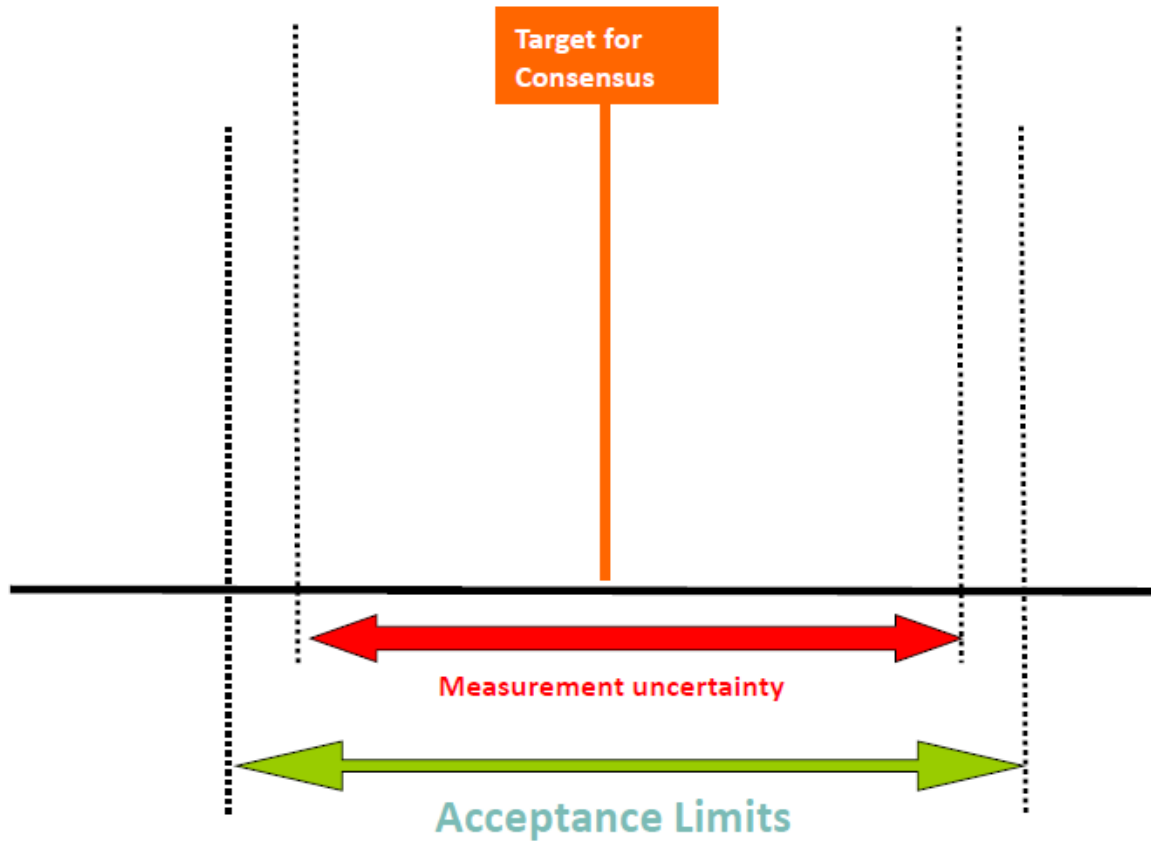 Target for
Consensus
Measurement uncertainty
Acceptance Limits